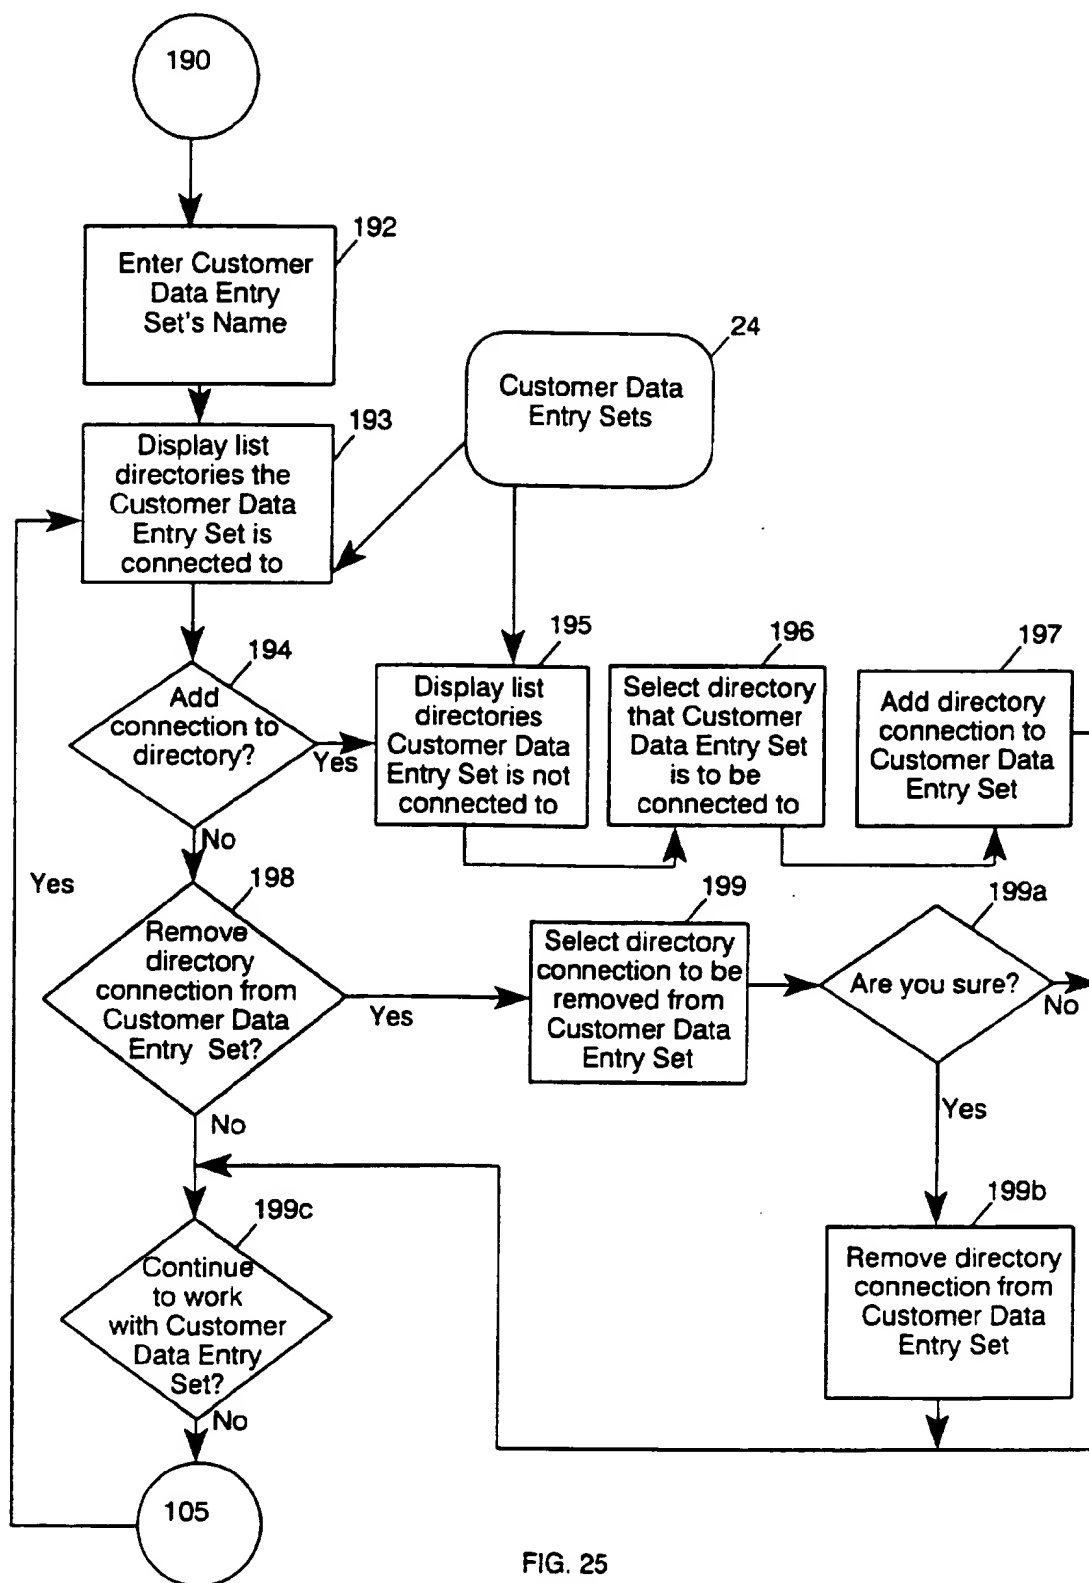 190
192
Enter Customer
Data Entry
Set's Name
24
Customer Data
Entry Sets
193
Display list
directories the
Customer Data
Entry Set is
connected to
194
Add
connection to
directory?
Yes
No
195
Display list
directories
Customer Data
Entry Set is not
connected to
196
Select directory
that Customer
Data Entry Set
is to be
connected to
197
Add directory
connection to
Customer Data
Entry Set
Yes
198
Remove
directory
connection from
Customer Data
Entry Set?
Yes
No
199
Select directory
connection to be
removed from
Customer Data
Entry Set
199a
Are you sure?
No
Yes
199b
Remove directory
connection from
Customer Data
Entry Set
199c
Continue
to work
with Customer
Data Entry
Set?
No
105
FIG. 25